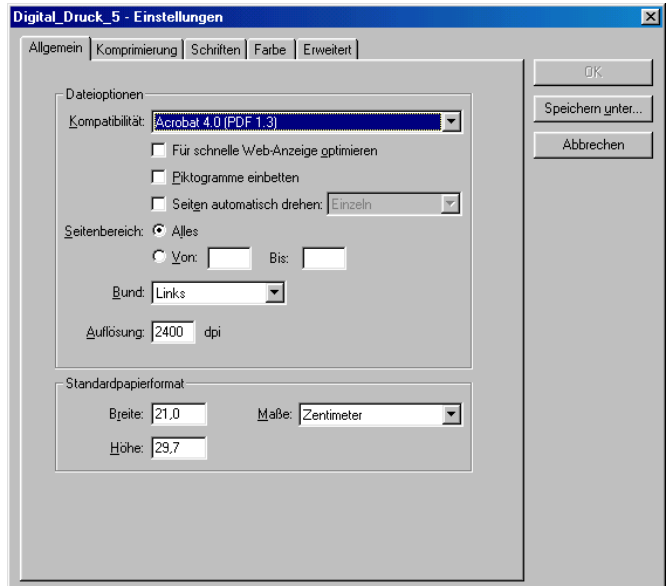 Digital_Druck_5 - Einstellungen
Allgemein Komprimierung Schriften Farbe Erweitert
OK
Dateioptionen
Kompatibilität: Acrobat 4.0 (PDF 1.3)
Speichern unter...
Für schnelle Web-Anzeige optimieren
Abbrechen
Piktogramme einbetten
Seiten automatisch drehen: Einzeln
Seitenbereich: Alles
Von: Bis:
Bund: Links
Auflösung: 2400 dpi
Standardpapierformat
Breite: 21,0 Maße: Zentimeter
Höhe: 29,7